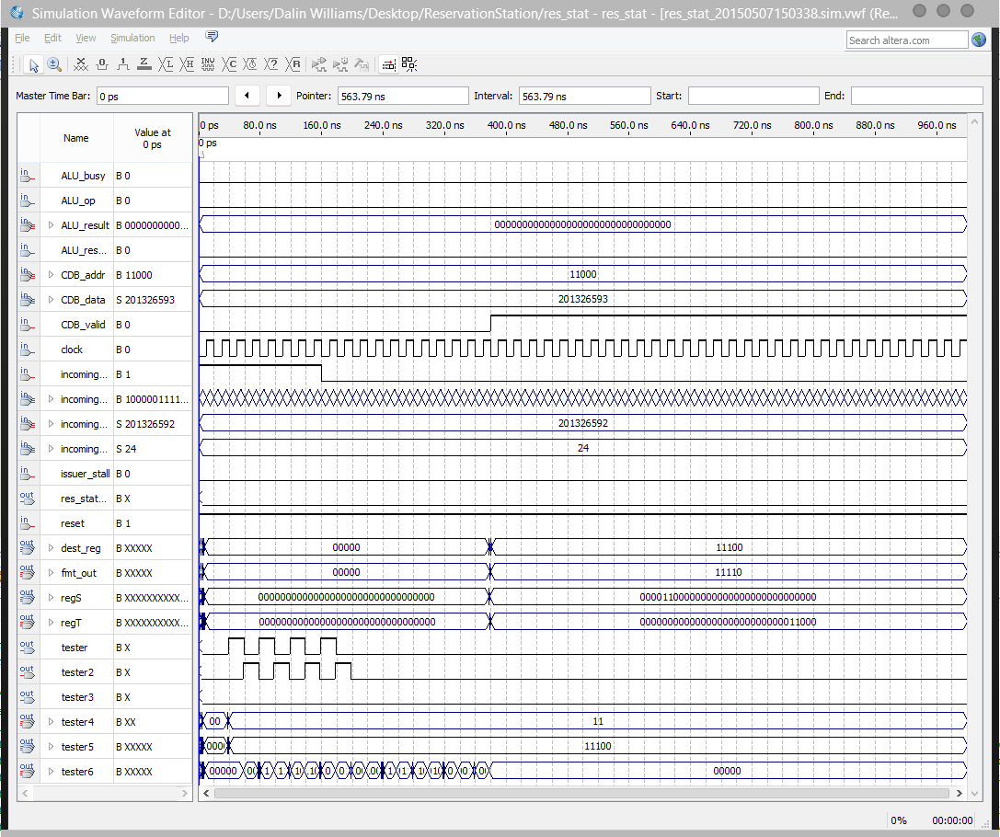 Simulation Waveform Editor - D:/Users/Dalin Williams/Desktop/ReservationStation/res_stat - res_stat - [res_stat_20150507150338.sim.vwf (Re...
File Edit View Simulation Help
Search altera.com
Master Time Bar: 0 ps Pointer: 563.79 ns Interval: 563.79 ns Start: End:
Name Value at 0 ps 0 ps 80.0 ns 160.0 ns 240.0 ns 320.0 ns 400.0 ns 480.0 ns 560.0 ns 640.0 ns 720.0 ns 800.0 ns 880.0 ns 960.0 ns
0 ps
in ALU_busy B 0
in ALU_op B 0
in ALU_result B 0000000000... 00000000000000000000000000000000
in ALU_res... B 0
in CDB_addr B 11000 11000
in CDB_data S 201326593 201326593
in CDB_valid B 0
in clock B 0
in incoming... B 1
in incoming... B 1000001111...
in incoming... S 201326592 201326592
in incoming... S 24 24
in issuer_stall B 0
out res_stat... B X
in reset B 1
out dest_reg B XXXXX 00000 11100
out fmt_out B XXXXX 00000 11110
out regS B XXXXXXXXXX... 00000000000000000000000000000000 00001100000000000000000000000000
out regT B XXXXXXXXXX... 00000000000000000000000000000000 00000000000000000000000000011000
out tester B X
out tester2 B X
out tester3 B X
out tester4 B XX 00 11
out tester5 B XXXXX 11100
out tester6 B XXXXX 00000 00000
0% 00:00:00